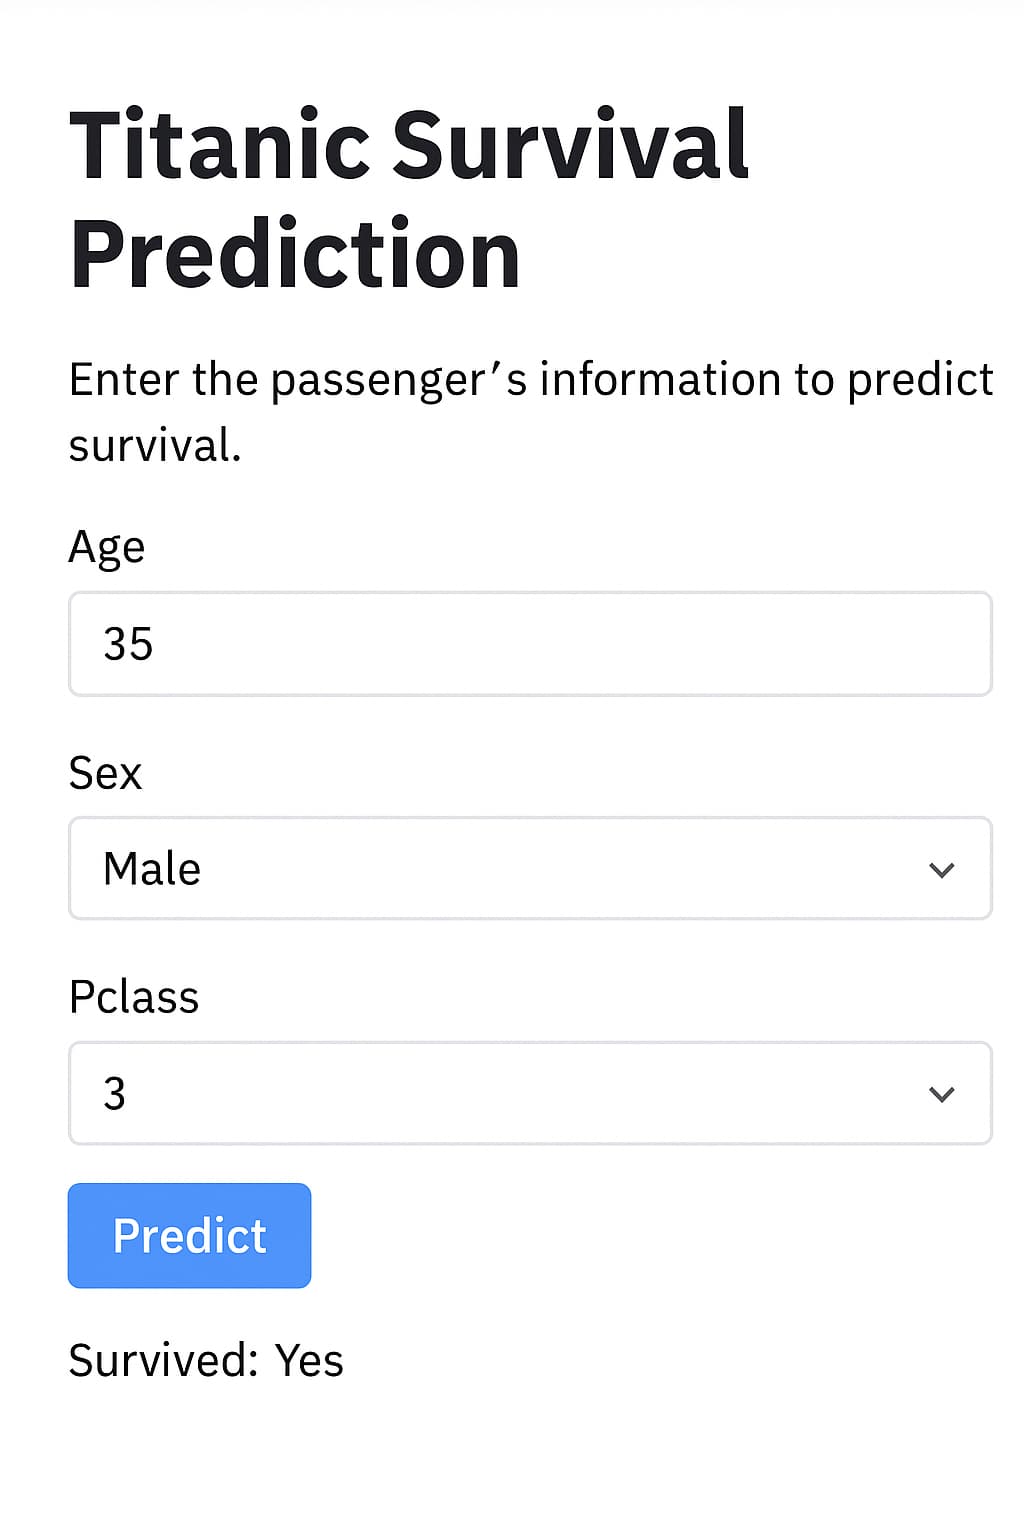 Titanic Survival
Prediction
Enter the passenger′s information to predict
survival.
Age
35
Sex
Male
Pclass
3
Predict
Survived: Yes